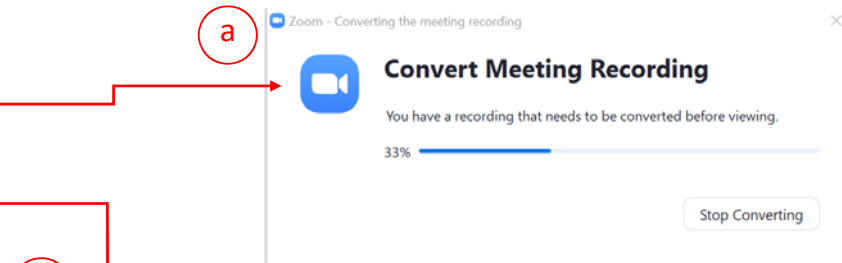 a
Zoom - Converting the meeting recording
Convert Meeting Recording
You have a recording that needs to be converted before viewing.
33%
Stop Converting